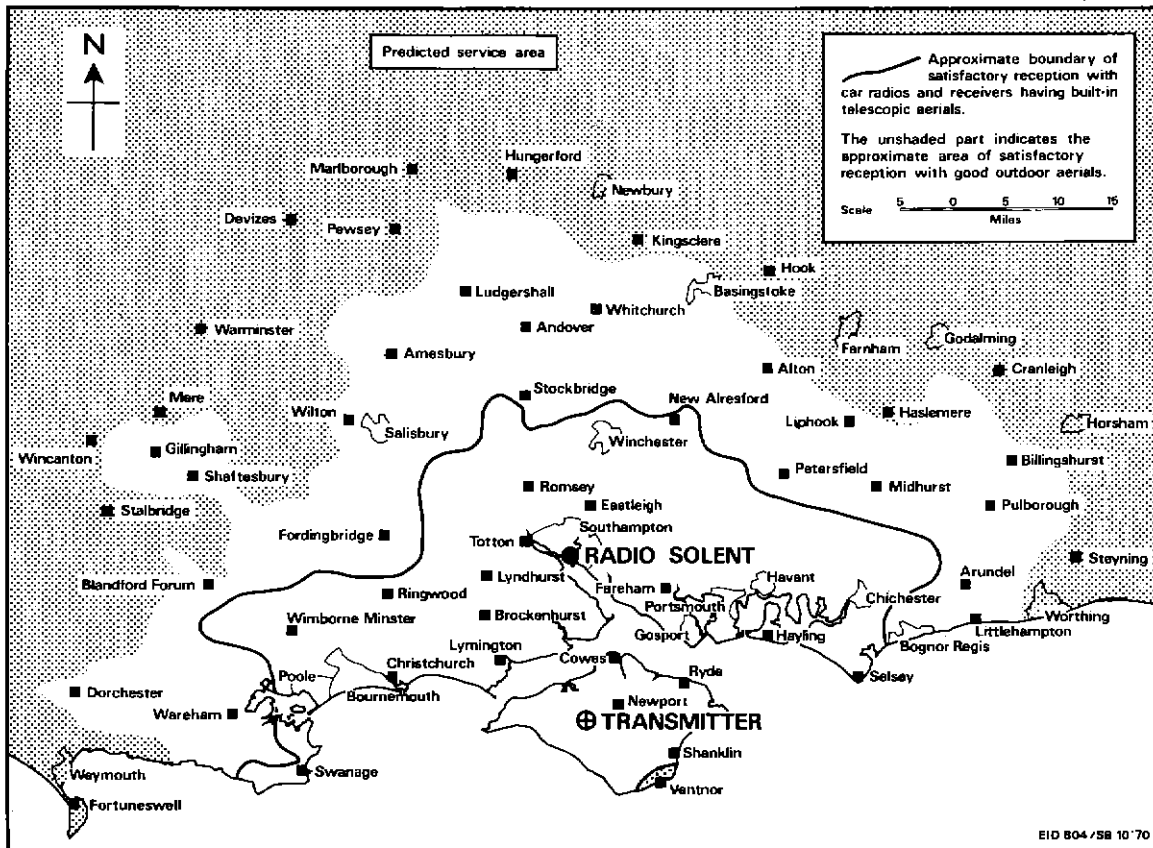 N
Predicted service area
Approximate boundary of
satisfactory reception with
car radios and receivers having built-in
telescopic aerials.
The unshaded part indicates the
approximate area of satisfactory
reception with good outdoor aerials.
Scale 5 0 5 10 15
Miles
Marlborough
Hungerford
Newbury
Devizes
Pewsey
Kingsclere
Hook
Basingstoke
Ludgershall
Whitchurch
Andover
Warminster
Amesbury
Farnham
Godalming
Alton
Cranleigh
Stockbridge
New Alresford
Mere
Wilton
Salisbury
Winchester
Liphook
Haslemere
Horsham
Wincanton
Gillingham
Shaftesbury
Petersfield
Billingshurst
Midhurst
Romsey
Eastleigh
Pulborough
Stalbridge
Fordingbridge
Southampton
Totton
RADIO SOLENT
Steyning
Blandford Forum
Lyndhurst
Fareham
Havant
Arundel
Ringwood
Portsmouth
Chichester
Brockenhurst
Worthing
Wimborne Minster
Gosport
Hayling
Littlehampton
Bognor Regis
Lymington
Cowes
Christchurch
Poole
Bournemouth
Ryde
Selsey
Dorchester
Wareham
Newport
TRANSMITTER
Shanklin
Weymouth
Swanage
Ventnor
Fortuneswell
EID 804/SB 10'70